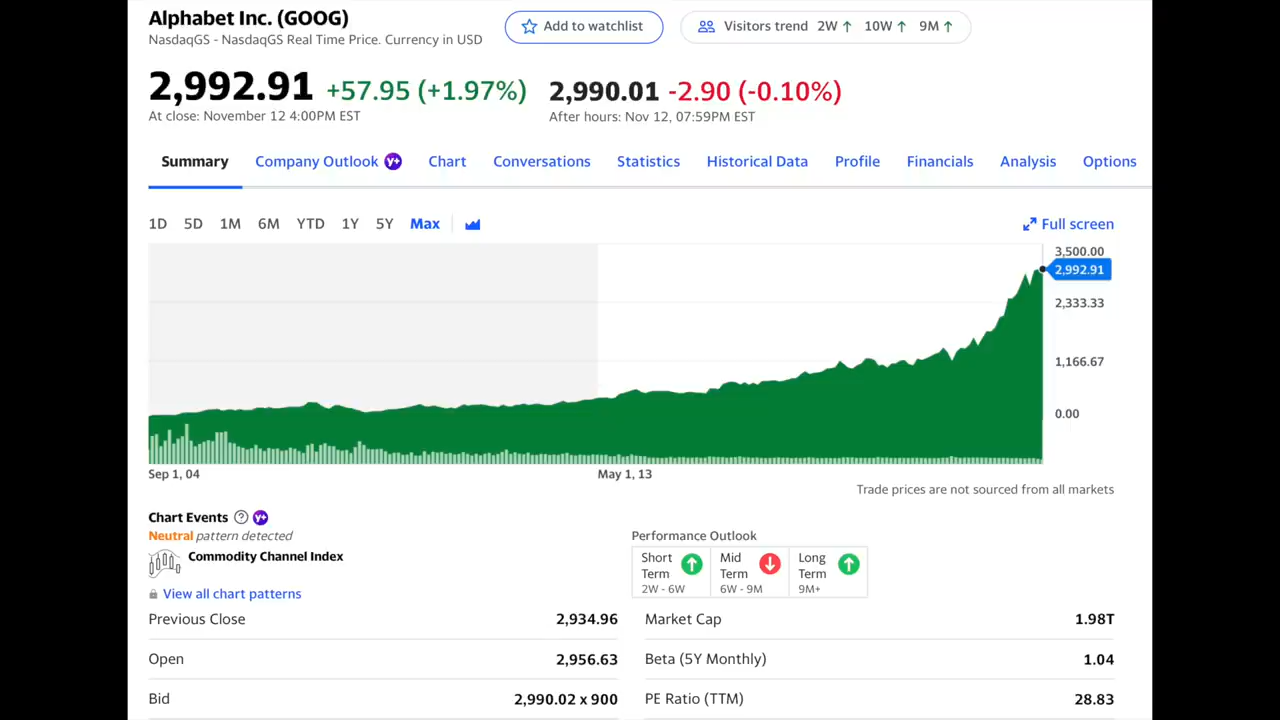 Alphabet Inc. (GOOG)
NasdaqGS - NasdaqGS Real Time Price. Currency in USD
Add to watchlist
Visitors trend 2W 10W 9M
2,992.91 +57.95 (+1.97%)
At close: November 12 4:00PM EST
2,990.01 -2.90 (-0.10%)
After hours: Nov 12, 07:59PM EST
Summary Company Outlook Y+ Chart Conversations Statistics Historical Data Profile Financials Analysis Options
1D 5D 1M 6M YTD 1Y 5Y Max
Full screen
3,500.00
2,992.91
2,333.33
1,166.67
0.00
Sep 1, 04 May 1, 13
Trade prices are not sourced from all markets
Chart Events ? Y+
Neutral pattern detected
Commodity Channel Index
View all chart patterns
Performance Outlook
Short Term 2W - 6W
Mid Term 6W - 9M
Long Term 9M+
Previous Close 2,934.96
Market Cap 1.98T
Open 2,956.63
Beta (5Y Monthly) 1.04
Bid 2,990.02 x 900
PE Ratio (TTM) 28.83